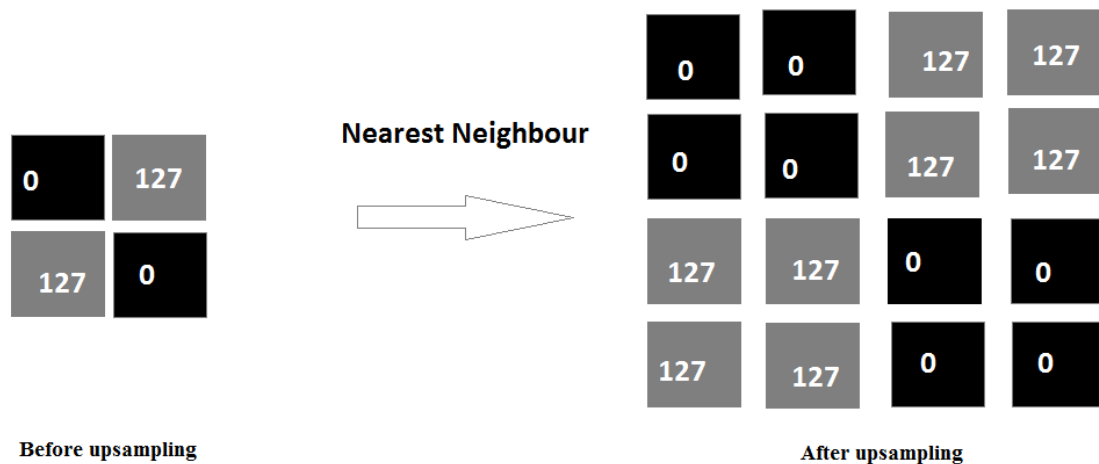 0 127
127 0
Before upsampling
Nearest Neighbour
0 0 127 127
0 0 127 127
127 127 0 0
127 127 0 0
After upsampling